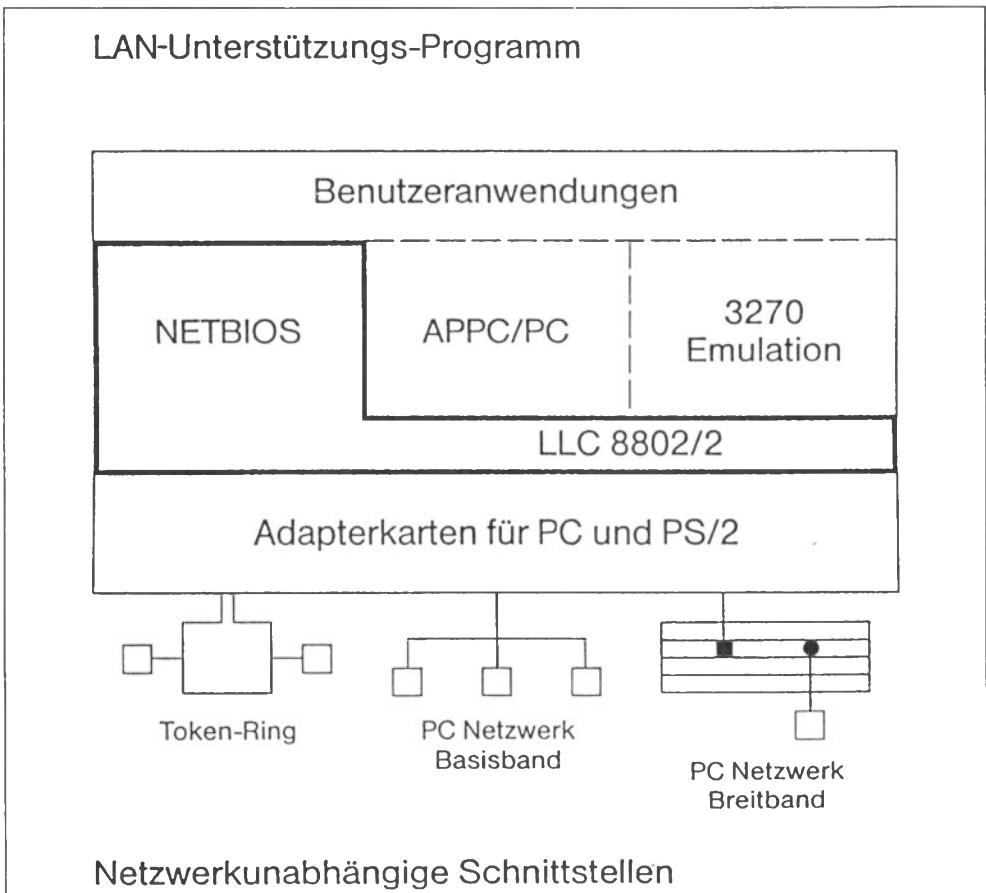 LAN-Unterstützungs-Programm
Benutzeranwendungen
NETBIOS
APPC/PC
3270
Emulation
LLC 8802/2
Adapterkarten für PC und PS/2
Token-Ring
PC Netzwerk
Basisband
PC Netzwerk
Breitband
Netzwerkunabhängige Schnittstellen